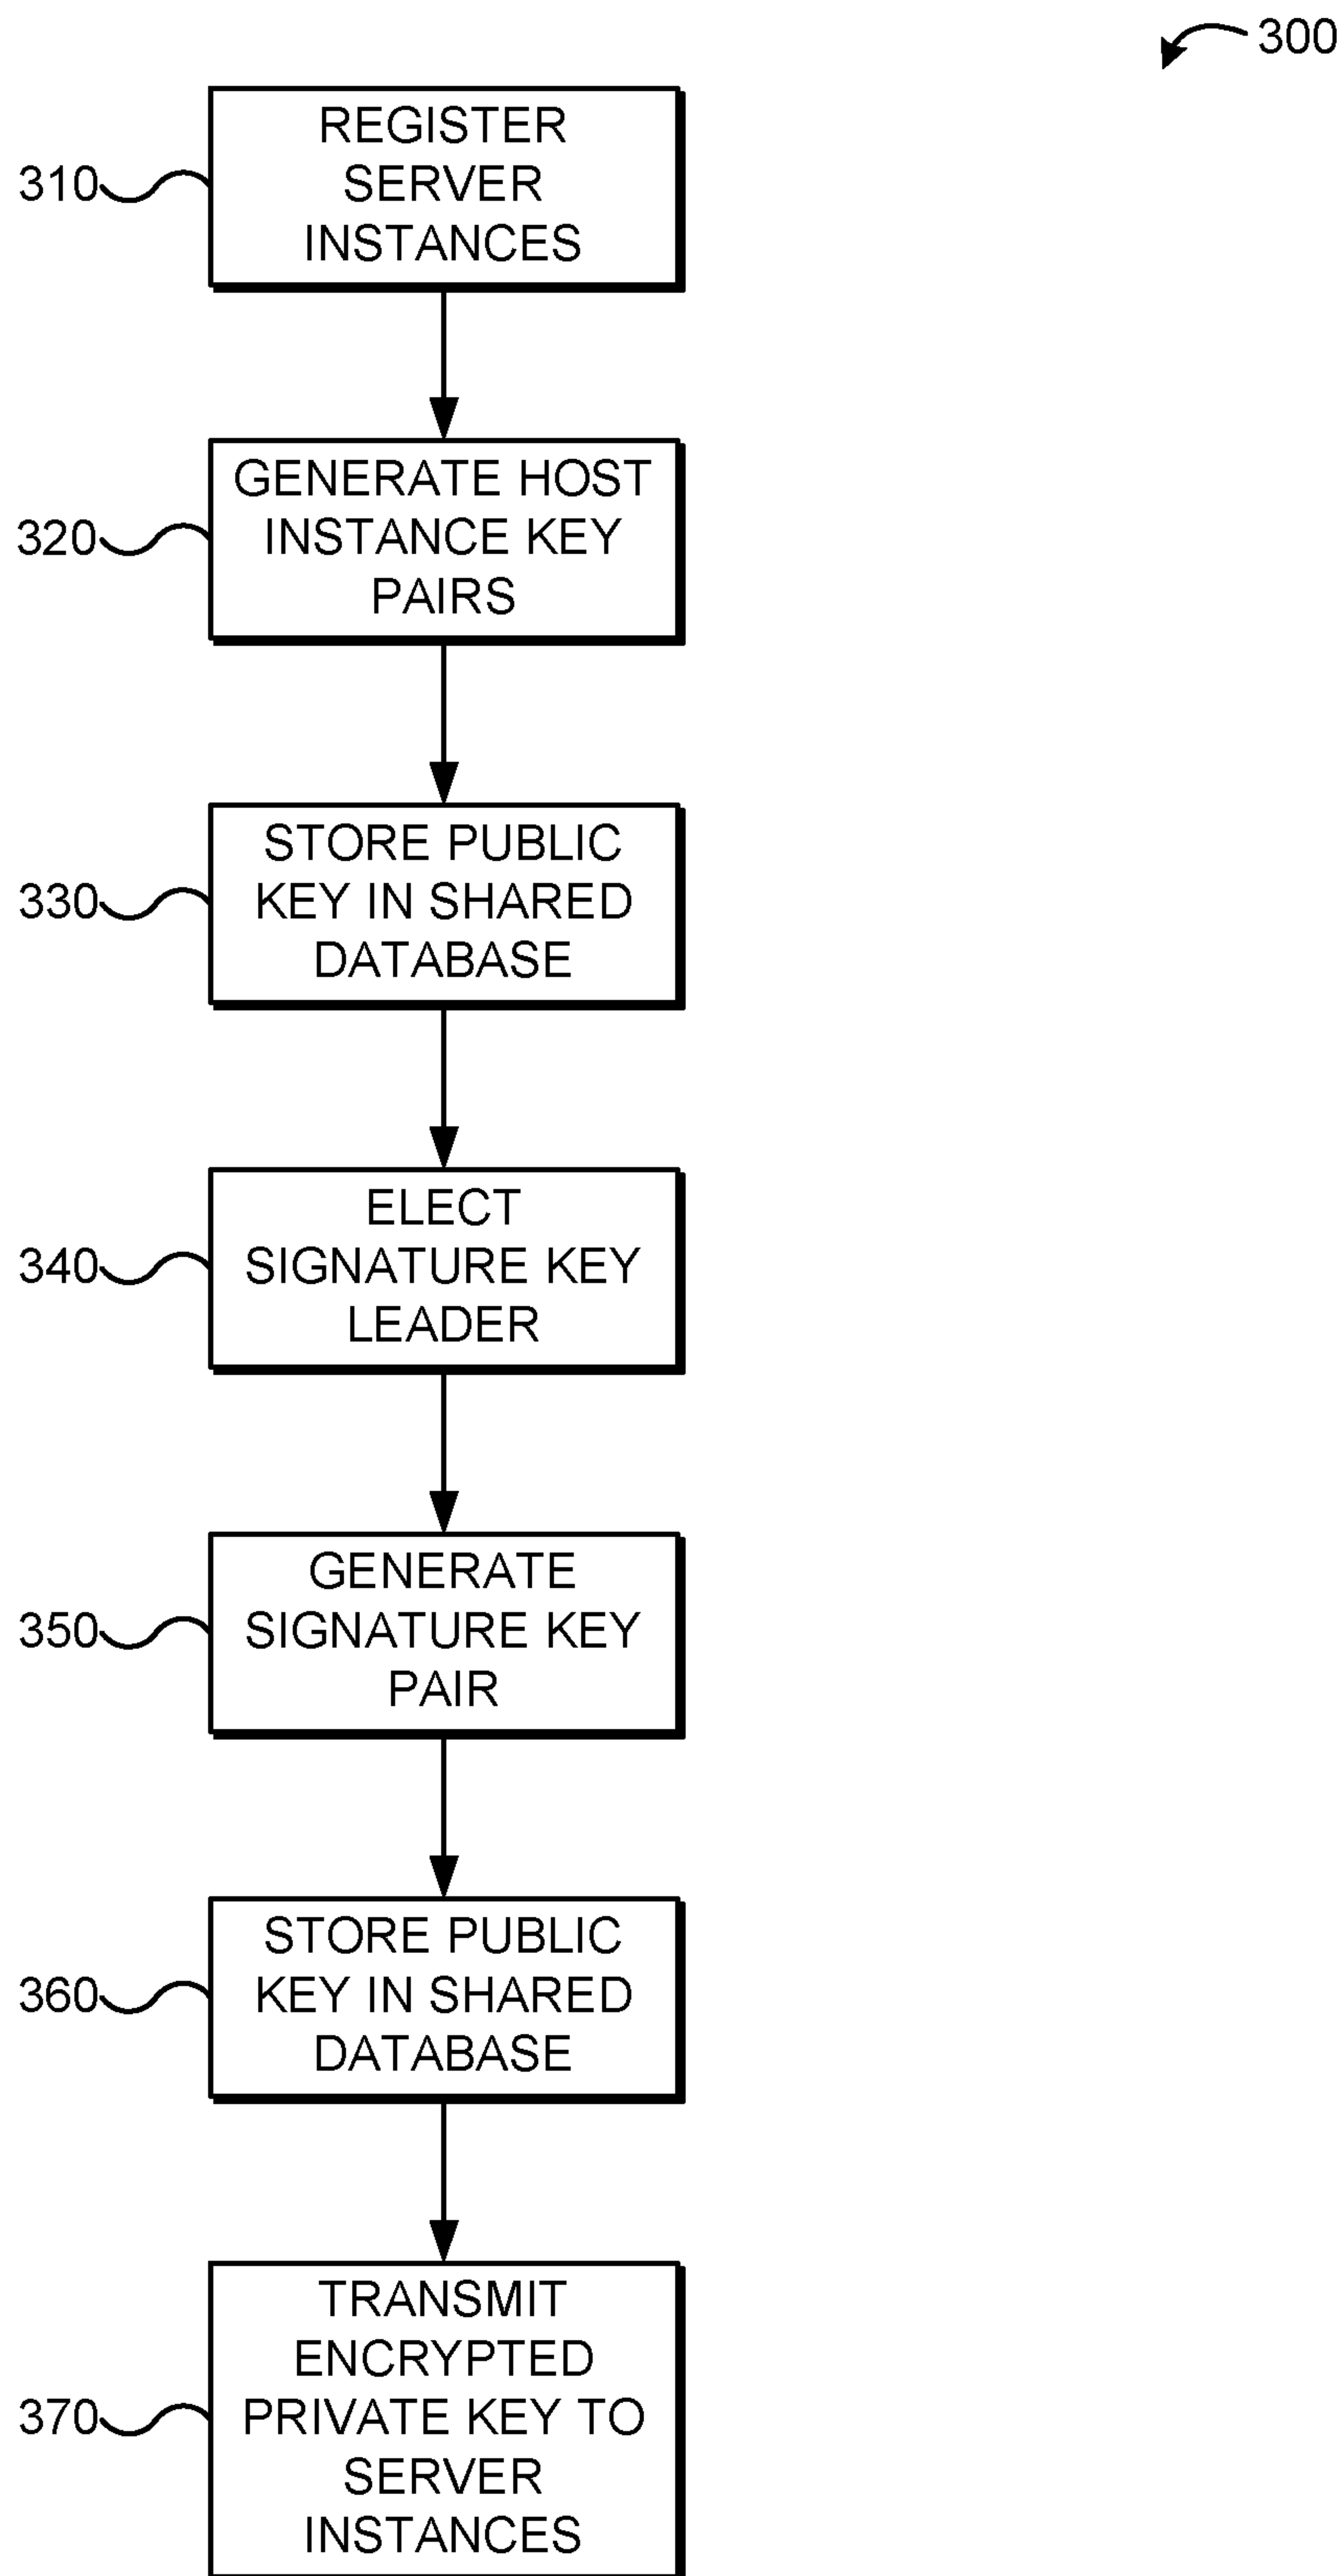 300
REGISTER
SERVER
INSTANCES
310
GENERATE HOST
INSTANCE KEY
PAIRS
320
STORE PUBLIC
KEY IN SHARED
DATABASE
330
ELECT
SIGNATURE KEY
LEADER
340
GENERATE
SIGNATURE KEY
PAIR
350
STORE PUBLIC
KEY IN SHARED
DATABASE
360
TRANSMIT
ENCRYPTED
PRIVATE KEY TO
SERVER
INSTANCES
370